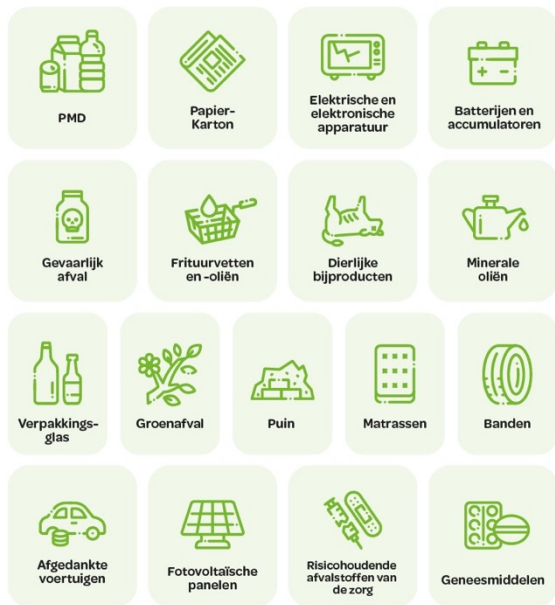 PMD
Papier-
Karton
Elektrische en
elektronische
apparatuur
Batterijen en
accumulatoren
Gevaarlijk
afval
Frituurvetten
en -oliën
Dierlijke
bijproducten
Minerale
oliën
Verpakkings-
glas
Groenafval
Puin
Matrassen
Banden
Afgedankte
voertuigen
Fotovoltaïsche
panelen
Risicohoudende
afvalstoffen van
de zorg
Geneesmiddelen